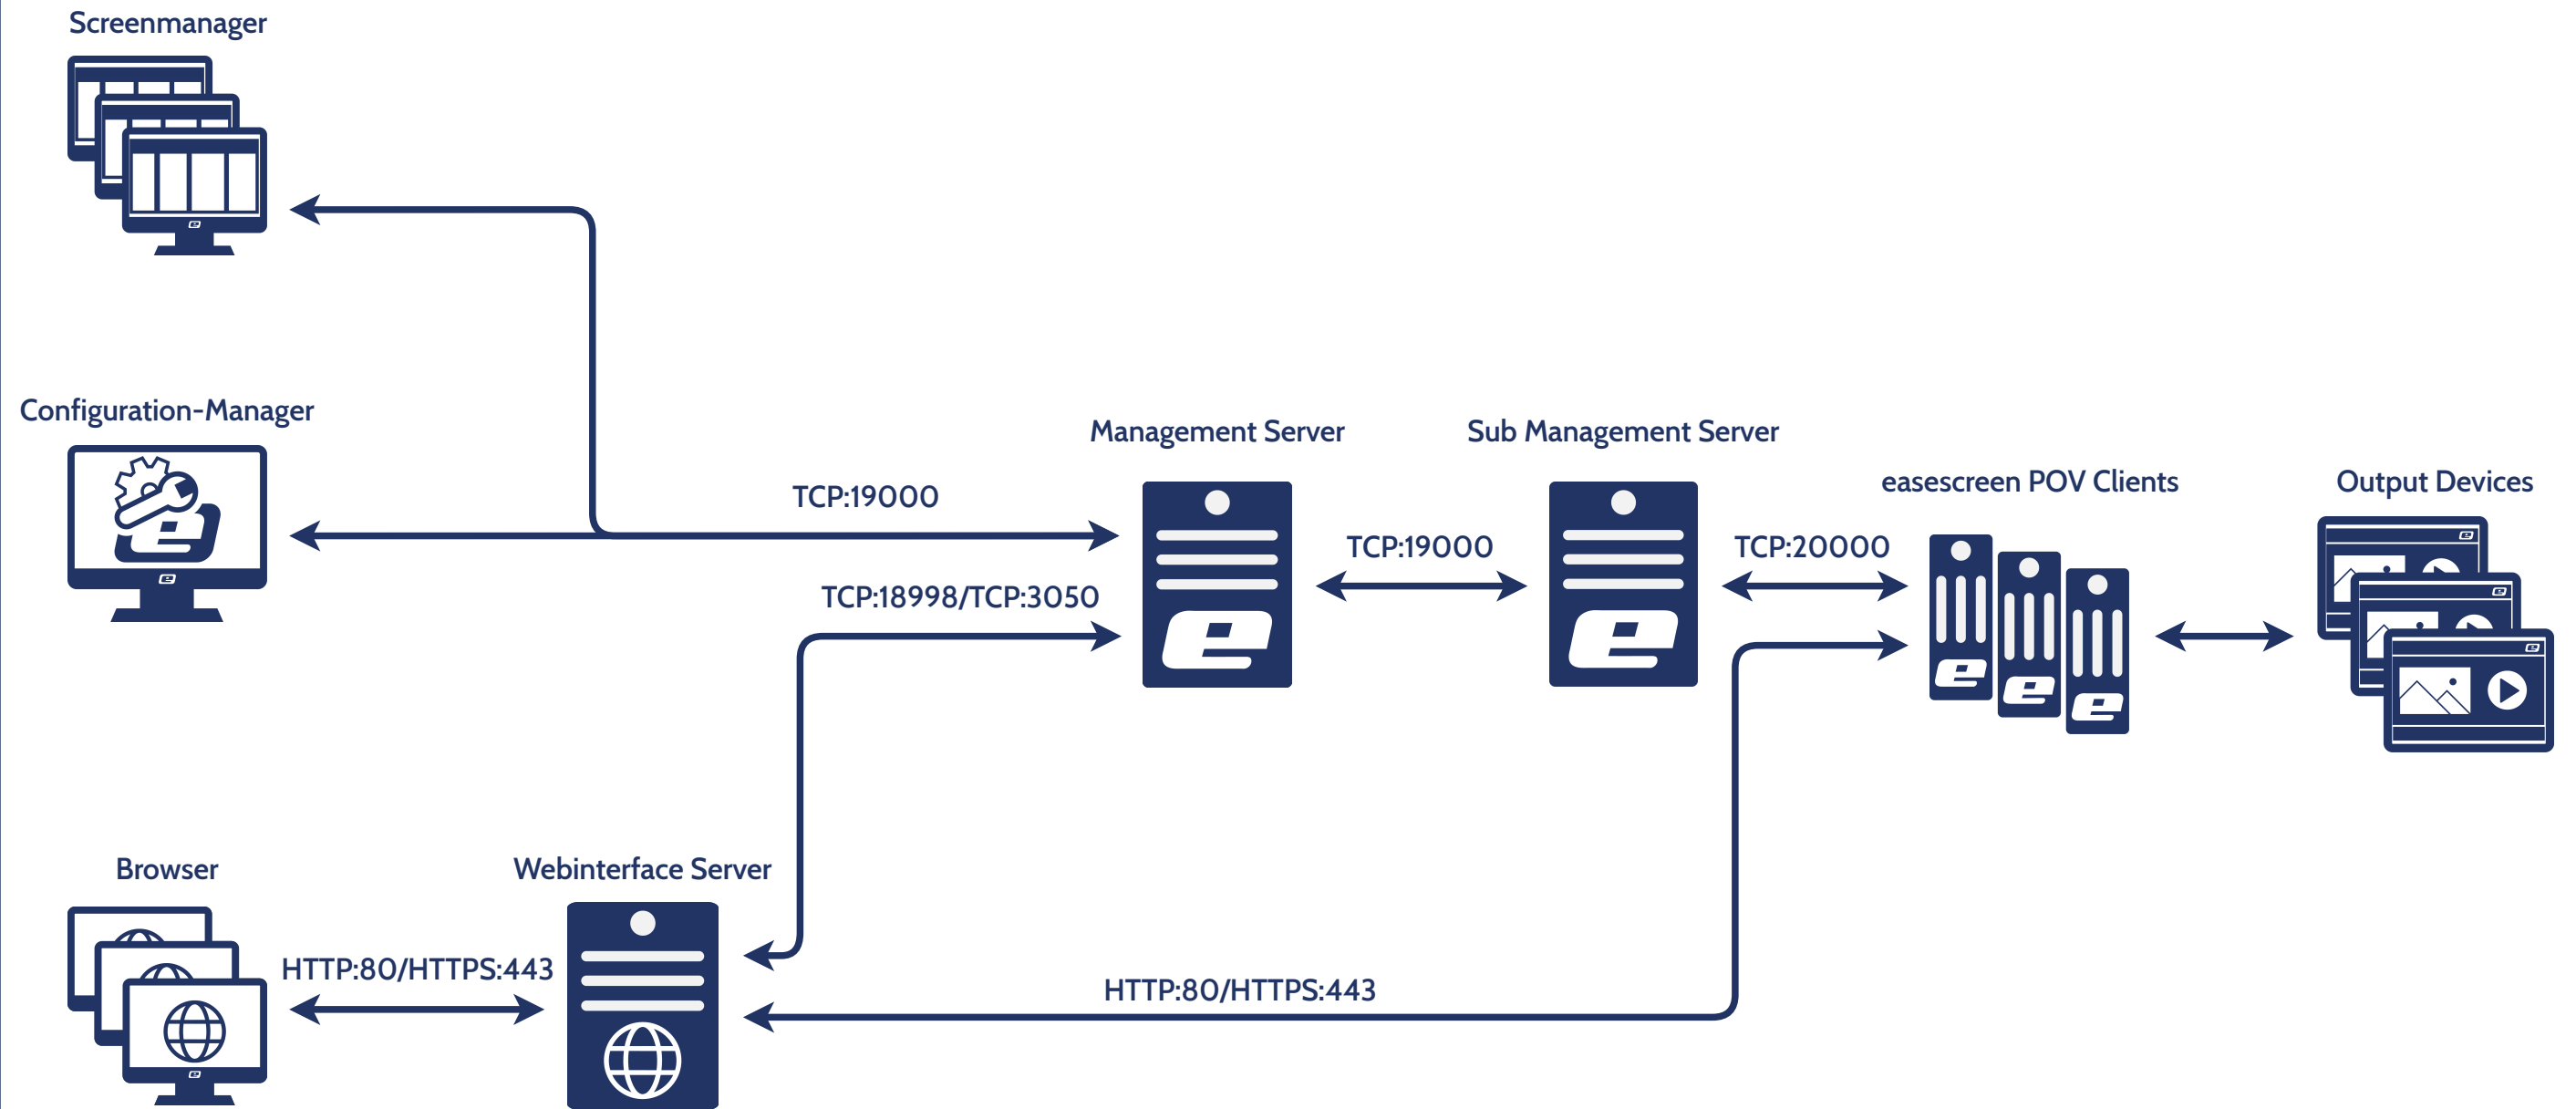 Screenmanager
Configuration-Manager
Management Server
Sub Management Server
easescreen POV Clients
Output Devices
TCP:19000
TCP:19000
TCP:20000
TCP:18998/TCP:3050
Browser
Webinterface Server
HTTP:80/HTTPS:443
HTTP:80/HTTPS:443